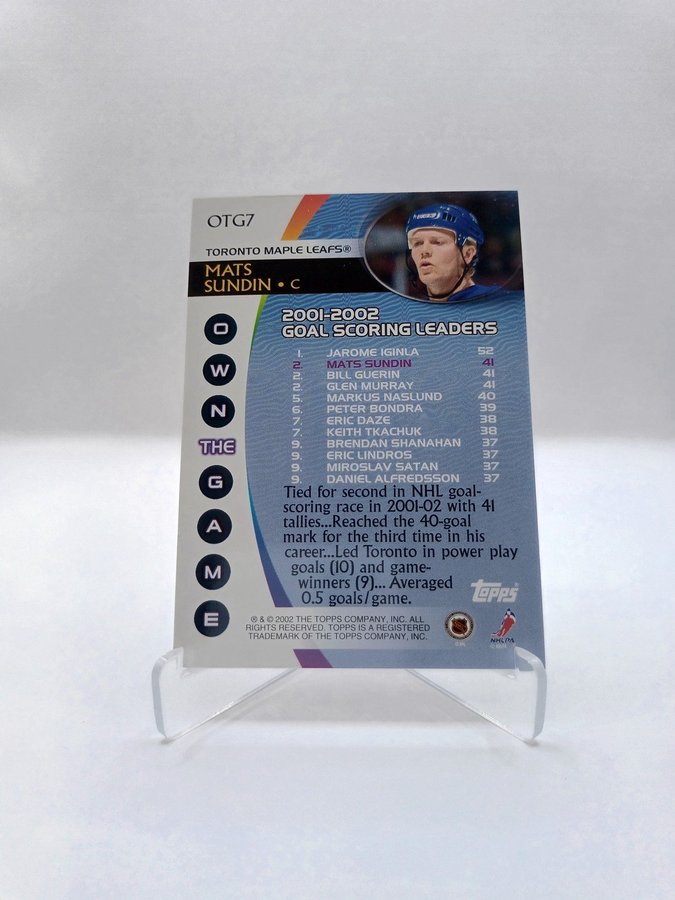 OTG7
TORONTO MAPLE LEAFS®
MATS
SUNDIN • C
OWN
THE
GAME
2001-2002
GOAL SCORING LEADERS
1. JAROME IGINLA 52
2. MATS SUNDIN 41
2. BILL GUERIN 41
2. GLEN MURRAY 41
5. MARKUS NASLUND 40
6. PETER BONDRA 39
7. ERIC DAZE 38
7. KEITH TKACHUK 38
9. BRENDAN SHANAHAN 37
9. ERIC LINDROS 37
9. MIROSLAV SATAN 37
9. DANIEL ALFREDSSON 37
Tied for second in NHL goal-
scoring race in 2001-02 with 41
tallies...Reached the 40-goal
mark for the third time in his
career...Led Toronto in power play
goals (10) and game-
winners (9)... Averaged
0.5 goals/game.
Topps
® & © 2002 THE TOPPS COMPANY, INC. ALL
RIGHTS RESERVED. TOPPS IS A REGISTERED
TRADEMARK OF THE TOPPS COMPANY, INC.
NHLPA